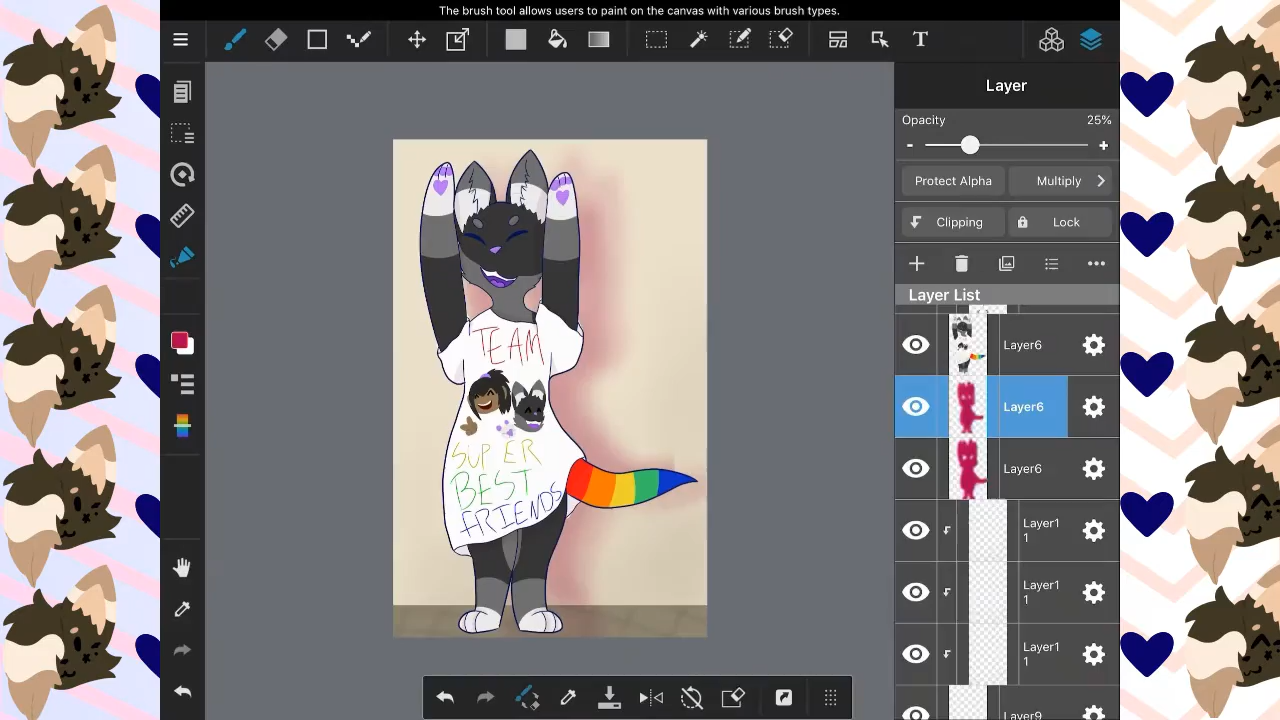 The brush tool allows users to paint on the canvas with various brush types.
T
Layer
Opacity
25%
- +
Protect Alpha
Multiply
Clipping
Lock
Layer List
Layer6
Layer6
Layer6
Layer1
1
Layer1
1
Layer1
1
Layer9
TEAM
SUPER
BEST
FRIENDS